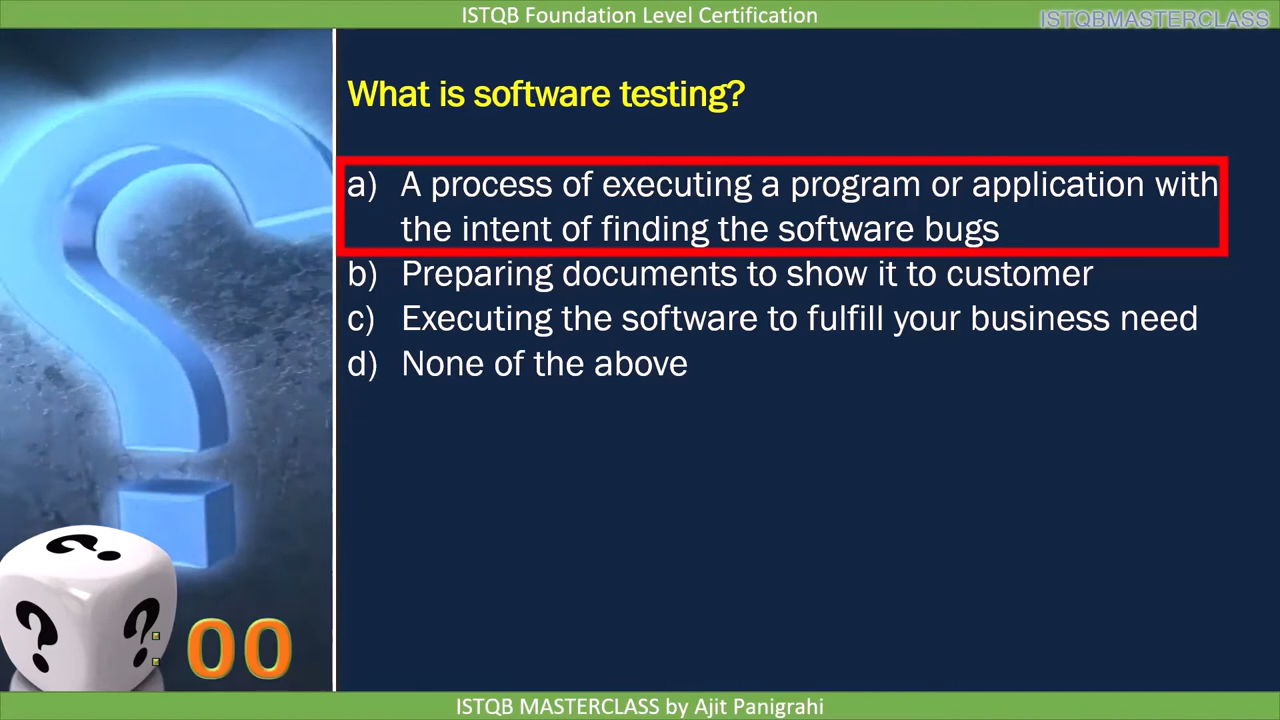 ISTQB Foundation Level Certification
ISTQBMASTERCLASS
What is software testing?
a) A process of executing a program or application with
the intent of finding the software bugs
b) Preparing documents to show it to customer
c) Executing the software to fulfill your business need
d) None of the above
? ? ?
00
ISTQB MASTERCLASS by Ajit Panigrahi